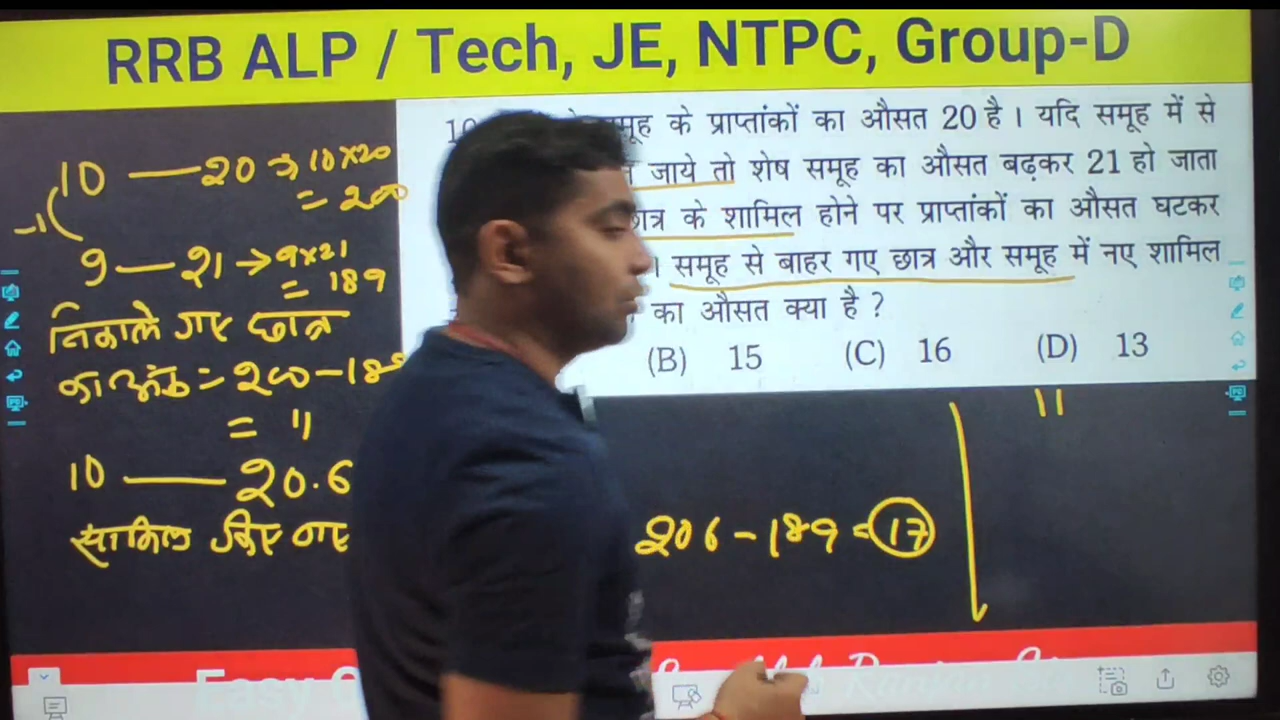 RRB ALP / Tech, JE, NTPC, Group-D
समूह के प्राप्तांकों का औसत 20 है । यदि समूह में से
जाये तो शेष समूह का औसत बढ़कर 21 हो जाता
के शामिल होने पर प्राप्तांकों का औसत घटकर
। समूह से बाहर गए छात्र और समूह में नए शामिल
का औसत क्या है ?
(B) 15 (C) 16 (D) 13
10 — 20 → 10×20
= 200
-1
9 — 21 → 9×21
= 189
निकाले गए छात्र
का अंक = 200 - 189
= 11
10 — 20.6
शामिल किए गए
206 - 189 = 17
11